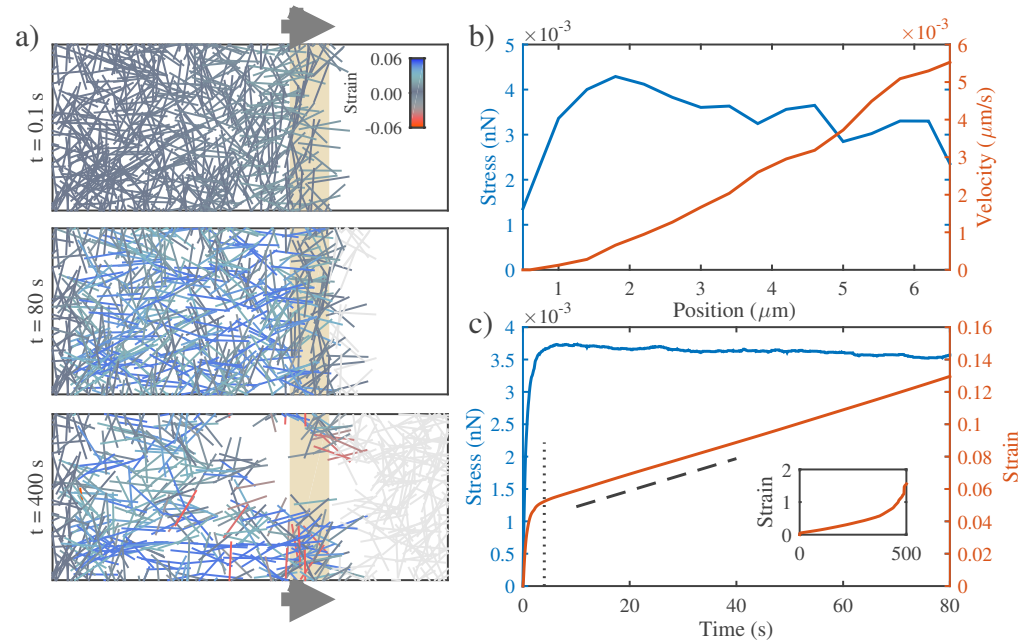 a)
t = 0.1 s
Strain
0.06
0.00
-0.06
t = 80 s
t = 400 s
b)
×10⁻³
×10⁻³
Stress (nN)
5
4
3
2
1
0
Velocity (μm/s)
6
5
4
3
2
1
0
1 2 3 4 5 6
Position (μm)
c)
×10⁻³
Stress (nN)
4
3.5
3
2.5
2
1.5
1
0.5
0
Strain
0.16
0.14
0.12
0.10
0.08
0.06
0.04
0.02
0
Strain
2
1
0
0 500
0 20 40 60 80
Time (s)